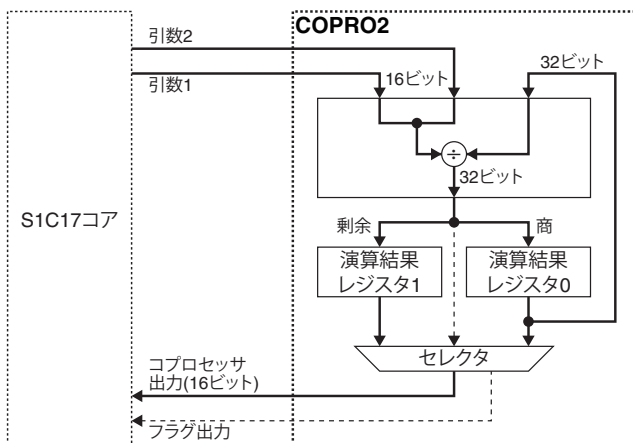 COPRO2
引数2
引数1
16ビット
32ビット
÷
32ビット
S1C17コア
剰余
商
演算結果
レジスタ1
演算結果
レジスタ0
セレクタ
コプロセッサ
出力(16ビット)
フラグ出力